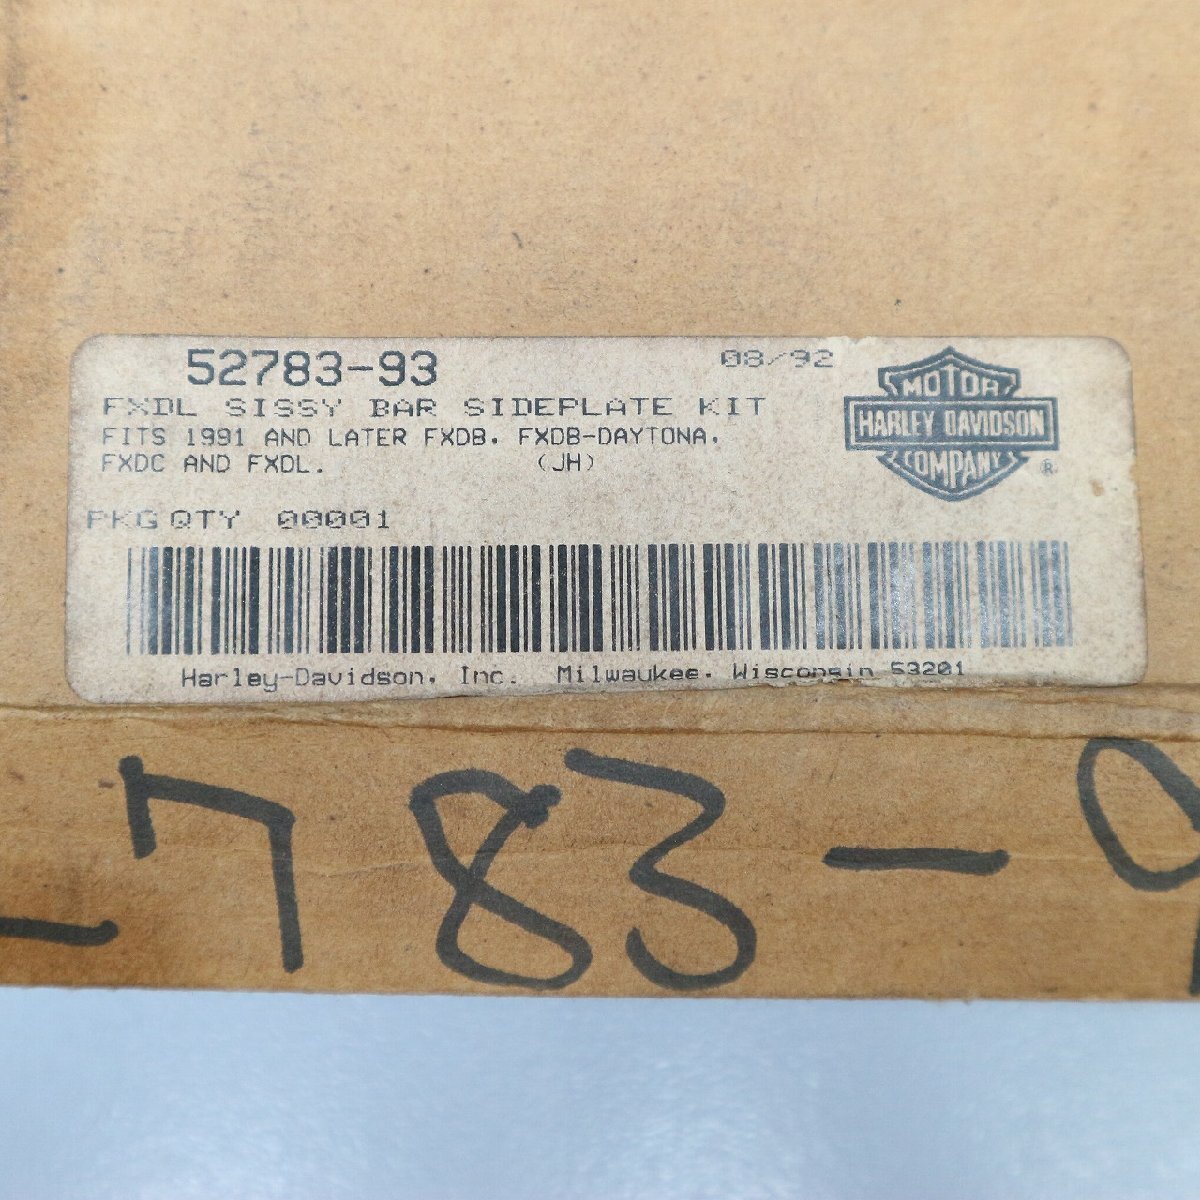 52783-93 08/92
FXDL SISSY BAR SIDEPLATE KIT
FITS 1991 AND LATER FXDB. FXDB-DAYTONA.
FXDC AND FXDL. (JH)
MOTOR
HARLEY-DAVIDSON
COMPANY
®
PKG QTY 00001
Harley-Davidson, Inc. Milwaukee. Wisconsin 53201
783-9